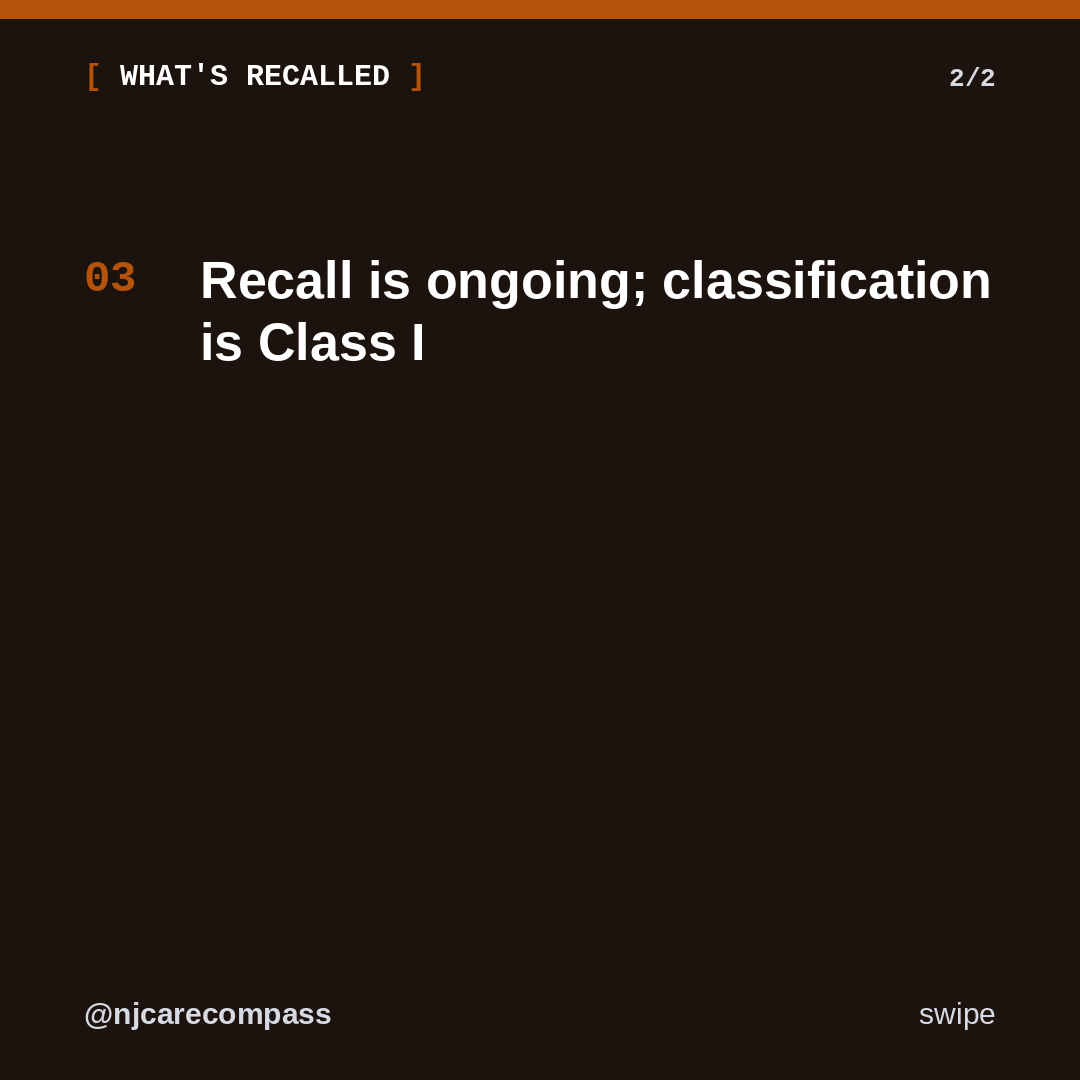 [ WHAT'S RECALLED ]
2/2
03
Recall is ongoing; classification
is Class I
@njcarecompass
swipe